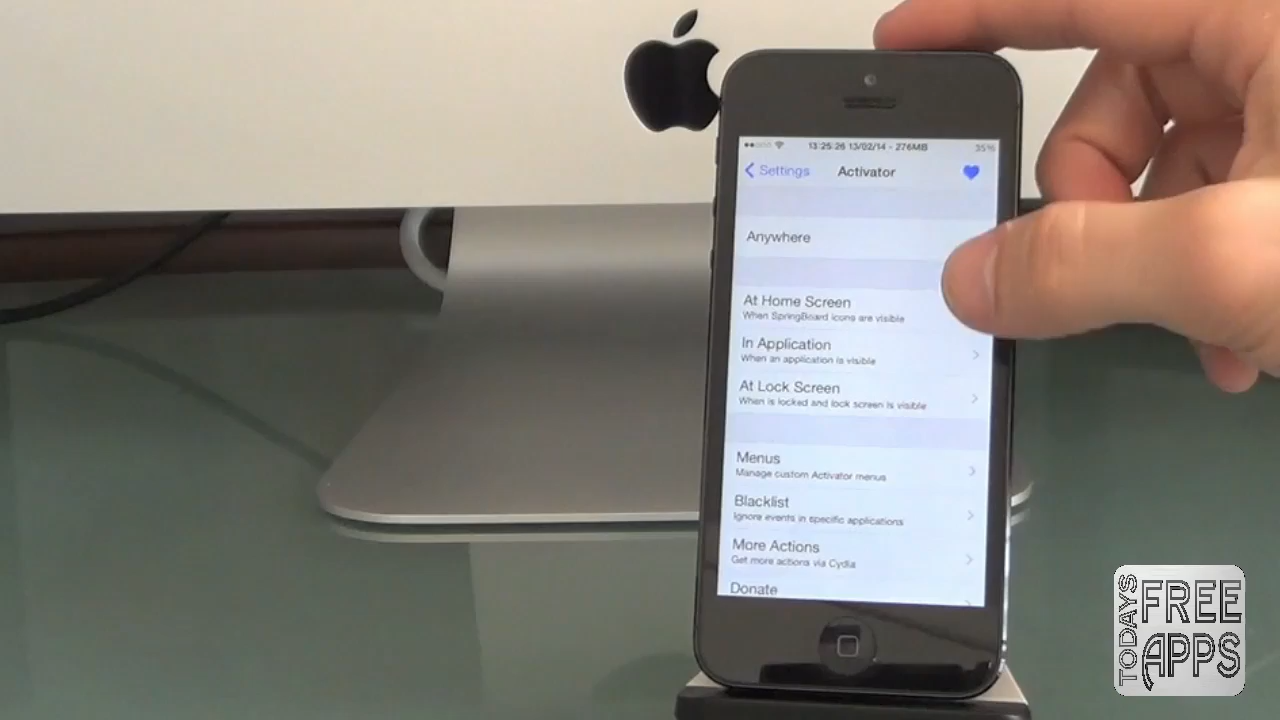 13:25:26 13/02/14 - 276MB
35%
Settings
Activator
Anywhere
At Home Screen
When SpringBoard icons are visible
In Application
When an application is visible
At Lock Screen
When is locked and lock screen is visible
Menus
Manage custom Activator menus
Blacklist
Ignore events in specific applications
More Actions
Get more actions via Cydia
Donate
TODAYS
FREE
APPS